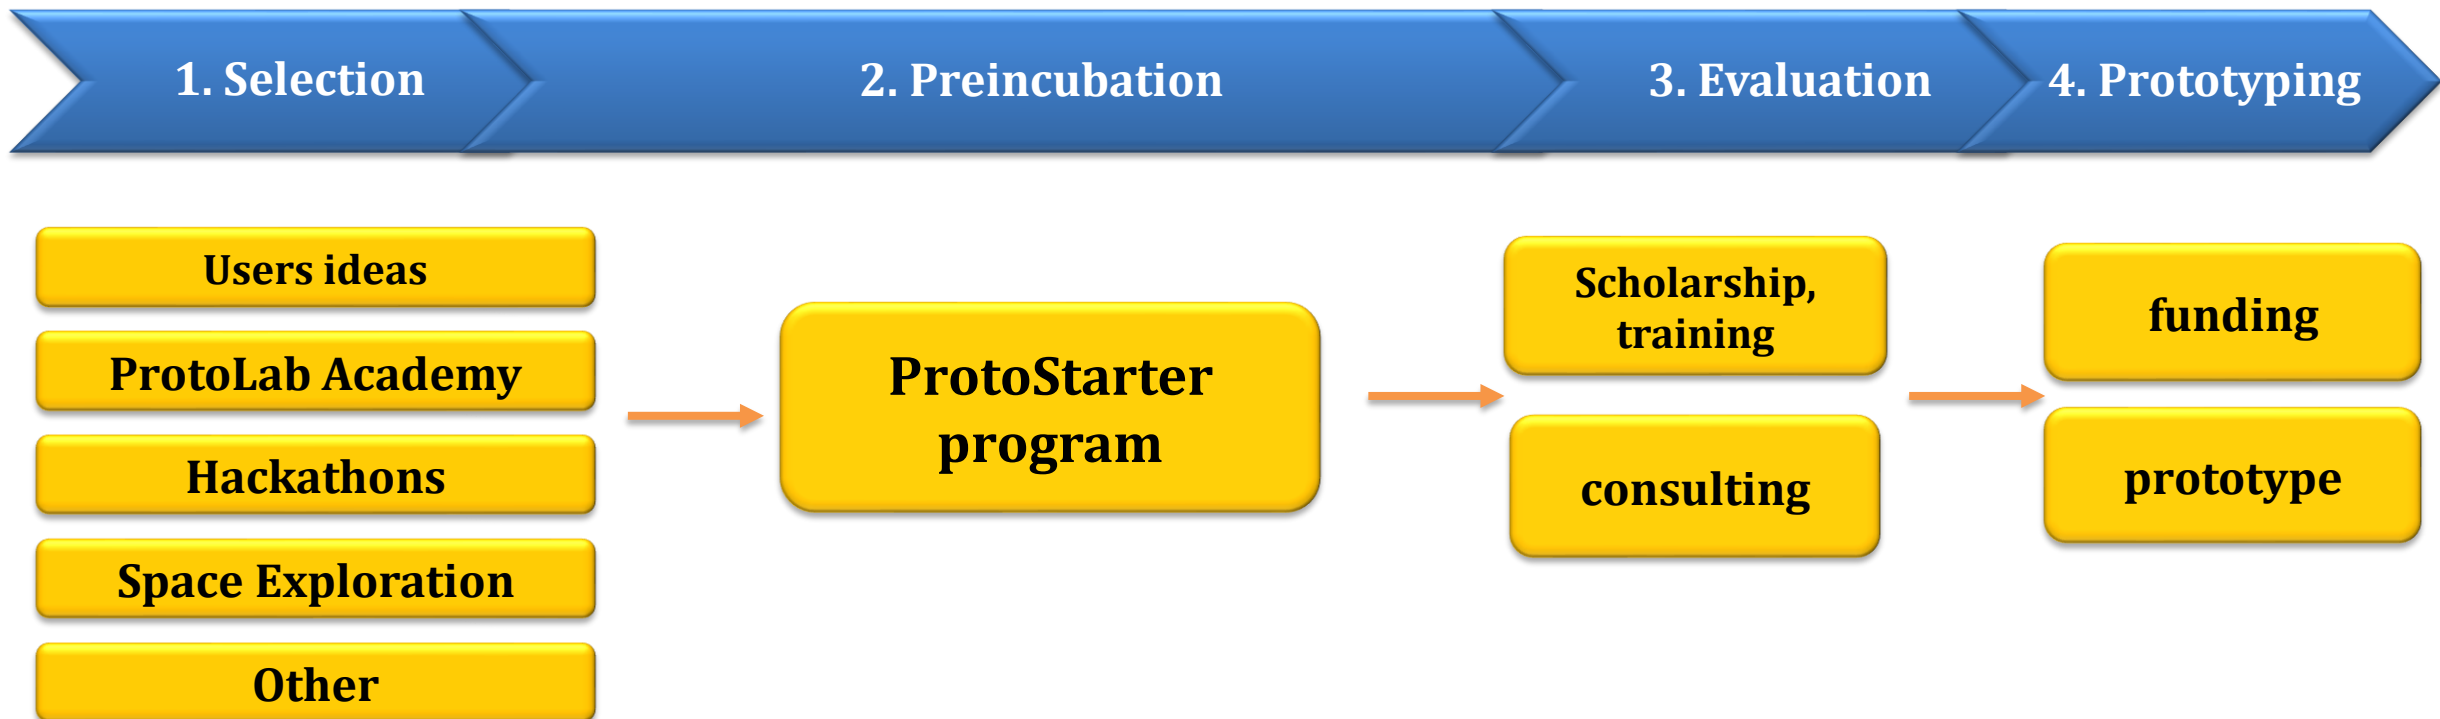 1. Selection
2. Preincubation
3. Evaluation
4. Prototyping
Users ideas
ProtoLab Academy
Hackathons
Space Exploration
Other
ProtoStarter
program
Scholarship,
training
consulting
funding
prototype